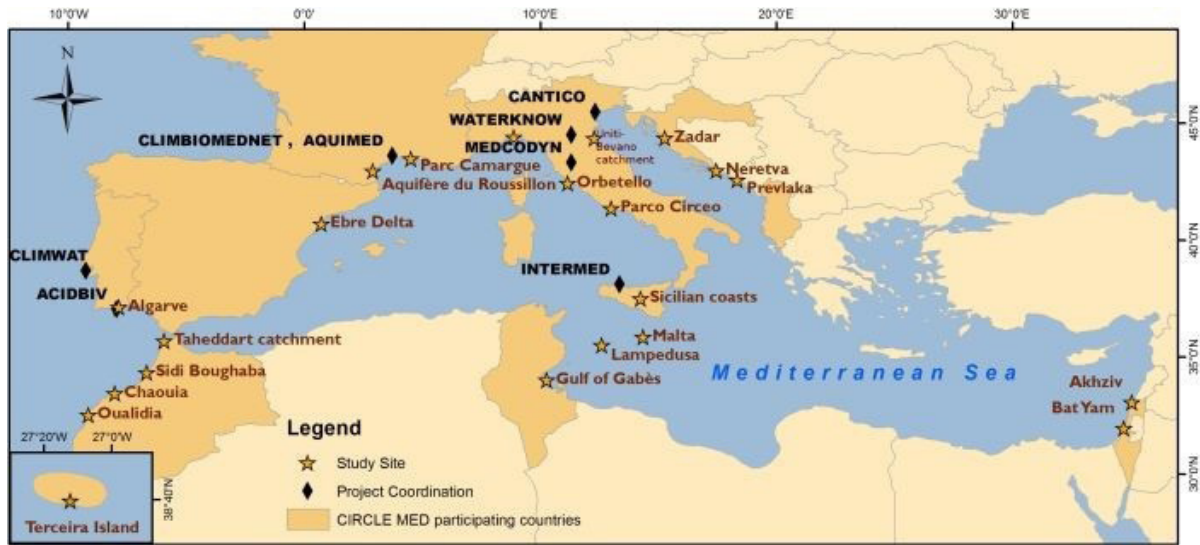 10°0'W
0°0'
10°0'E
20°0'E
30°0'E
N
CANTICO
WATERKNOW
CLIMBIOMEDNET , AQUIMED
MEDCODYN
Uniti-
Bevano
catchment
Zadar
45°0'N
Parc Camargue
Aquifère du Roussillon
Orbetello
Neretva
Prevlaka
Parco Circeo
Ebre Delta
40°0'N
CLIMWAT
INTERMED
ACIDBIV
Algarve
Sicilian coasts
Taheddart catchment
Malta
Lampedusa
35°0'N
Sidi Boughaba
Gulf of Gabès
Mediterranean Sea
Chaouia
Akhziv
Oualidia
Bat Yam
27°20'W
27°0'W
Legend
Study Site
30°0'N
38°40'N
Project Coordination
Terceira Island
CIRCLE MED participating countries